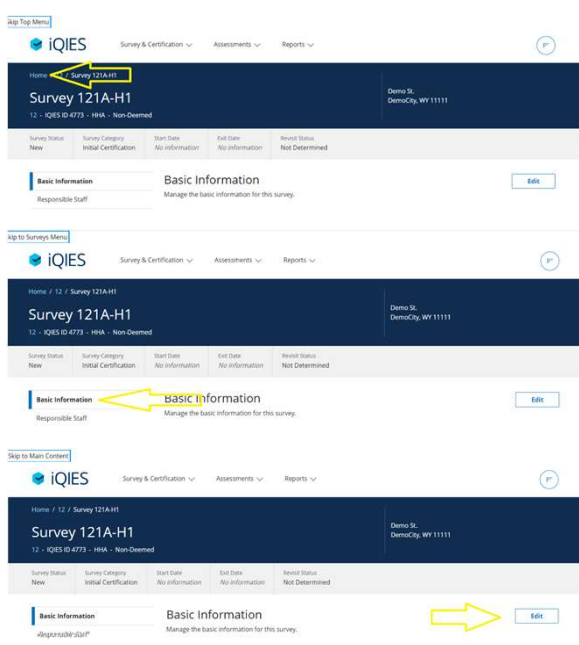 Skip Top Menu
iQIES Survey & Certification Assessments Reports
Home / 12 / Survey 121A-H1
Survey 121A-H1
12 - IQIES ID 4773 - HHA - Non-Deemed
Demo St.
DemoCity, WY 11111
Survey Status Survey Category Start Date Exit Date Revisit Status
New Initial Certification No information No information Not Determined
Basic Information
Responsible Staff
Basic Information
Manage the basic information for this survey.
Edit
Skip to Surveys Menu
iQIES Survey & Certification Assessments Reports
Home / 12 / Survey 121A-H1
Survey 121A-H1
12 - IQIES ID 4773 - HHA - Non-Deemed
Demo St.
DemoCity, WY 11111
Survey Status Survey Category Start Date Exit Date Revisit Status
New Initial Certification No information No information Not Determined
Basic Information
Responsible Staff
Basic Information
Manage the basic information for this survey.
Edit
Skip to Main Content
iQIES Survey & Certification Assessments Reports
Home / 12 / Survey 121A-H1
Survey 121A-H1
12 - IQIES ID 4773 - HHA - Non-Deemed
Demo St.
DemoCity, WY 11111
Survey Status Survey Category Start Date Exit Date Revisit Status
New Initial Certification No information No information Not Determined
Basic Information
Responsible Staff
Basic Information
Manage the basic information for this survey.
Edit